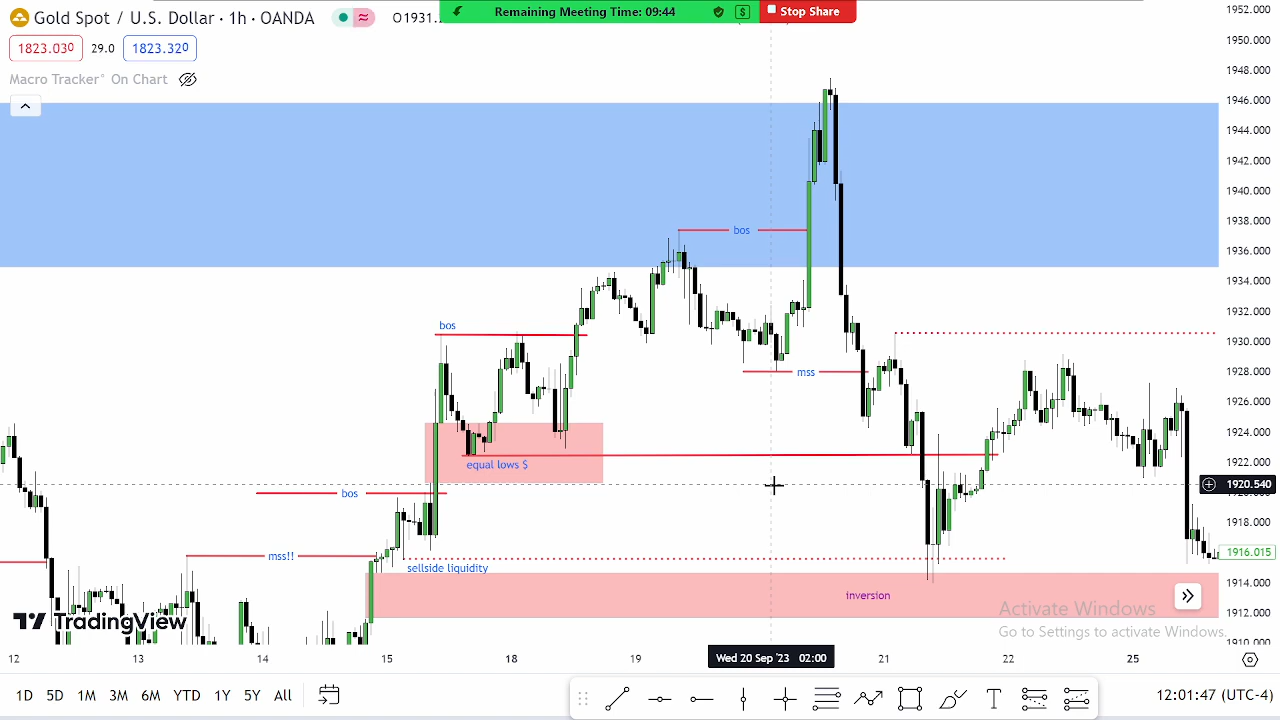 Gold Spot / U.S. Dollar · 1h · OANDA
Remaining Meeting Time: 09:44
Stop Share
1823.030
29.0
1823.320
Macro Tracker° On Chart
1952.000
1950.000
1948.000
1946.000
1944.000
1942.000
1940.000
1938.000
1936.000
1934.000
1932.000
1930.000
1928.000
1926.000
1924.000
1922.000
1920.540
1918.000
1916.015
1914.000
1912.000
bos
bos
mss
equal lows $
bos
mss!!
sellside liquidity
inversion
TradingView
Activate Windows
Go to Settings to activate Windows.
12 13 14 15 18 19 Wed 20 Sep '23 02:00 21 22 25
1D 5D 1M 3M 6M YTD 1Y 5Y All
12:01:47 (UTC-4)